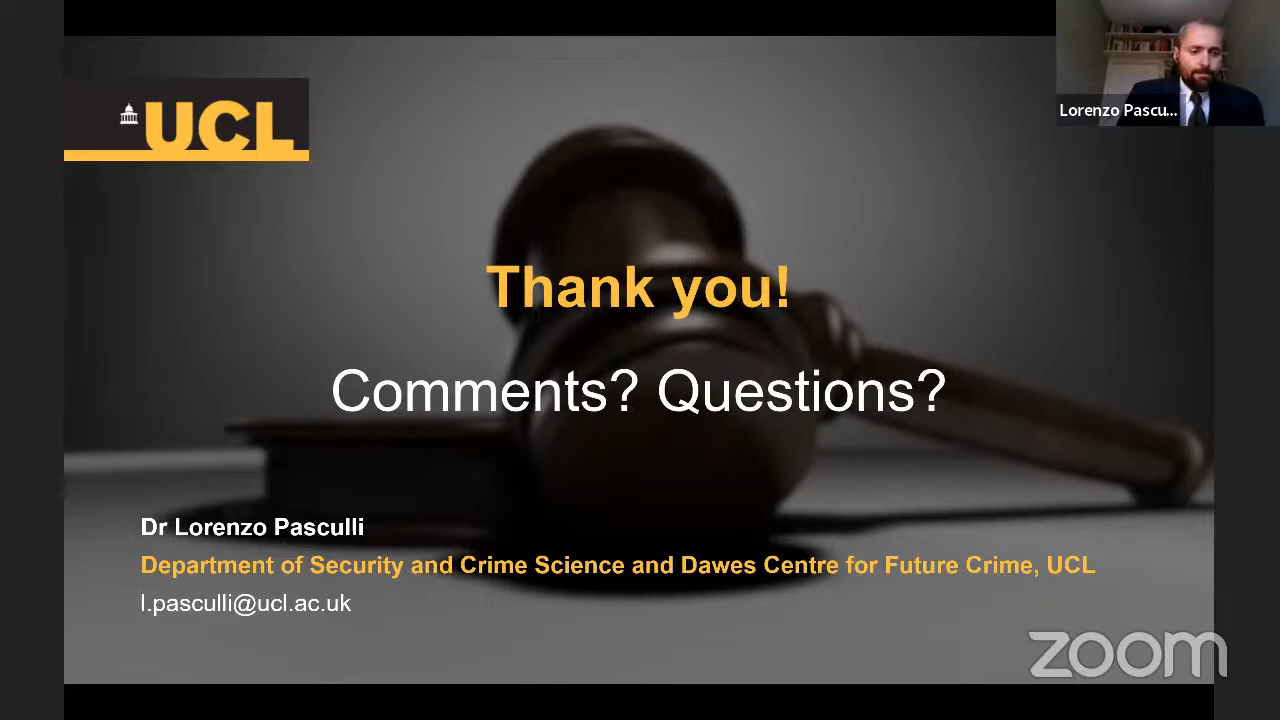 UCL
Lorenzo Pascu...
Thank you!
Comments? Questions?
Dr Lorenzo Pasculli
Department of Security and Crime Science and Dawes Centre for Future Crime, UCL
l.pasculli@ucl.ac.uk
zoom